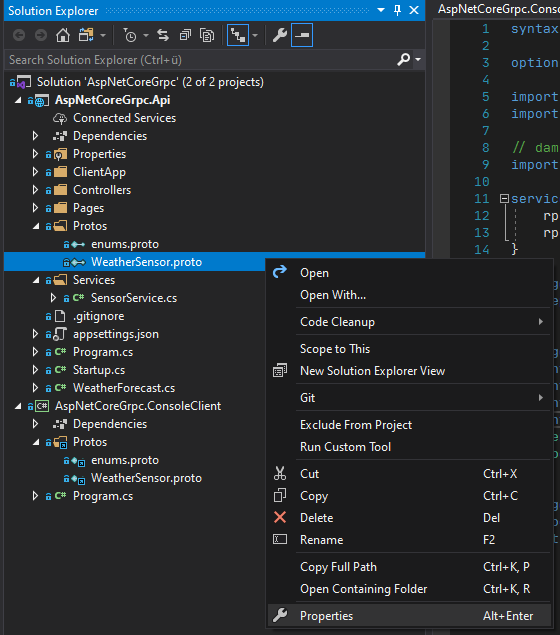 Solution Explorer
Search Solution Explorer (Ctrl+ü)
Solution 'AspNetCoreGrpc' (2 of 2 projects)
AspNetCoreGrpc.Api
Connected Services
Dependencies
Properties
ClientApp
Controllers
Pages
Protos
enums.proto
WeatherSensor.proto
Services
SensorService.cs
.gitignore
appsettings.json
Program.cs
Startup.cs
WeatherForecast.cs
AspNetCoreGrpc.ConsoleClient
Dependencies
Protos
enums.proto
WeatherSensor.proto
Program.cs
Open
Open With...
Code Cleanup
Scope to This
New Solution Explorer View
Git
Exclude From Project
Run Custom Tool
Cut Ctrl+X
Copy Ctrl+C
Delete Del
Rename F2
Copy Full Path Ctrl+K, P
Open Containing Folder Ctrl+K, R
Properties Alt+Enter
AspNetCoreGrpc.Conso
1 syntax
2
3 option
4
5 import
6 import
7
8 // dam
9 import
10
11 servic
12 rp
13 rp
14 }